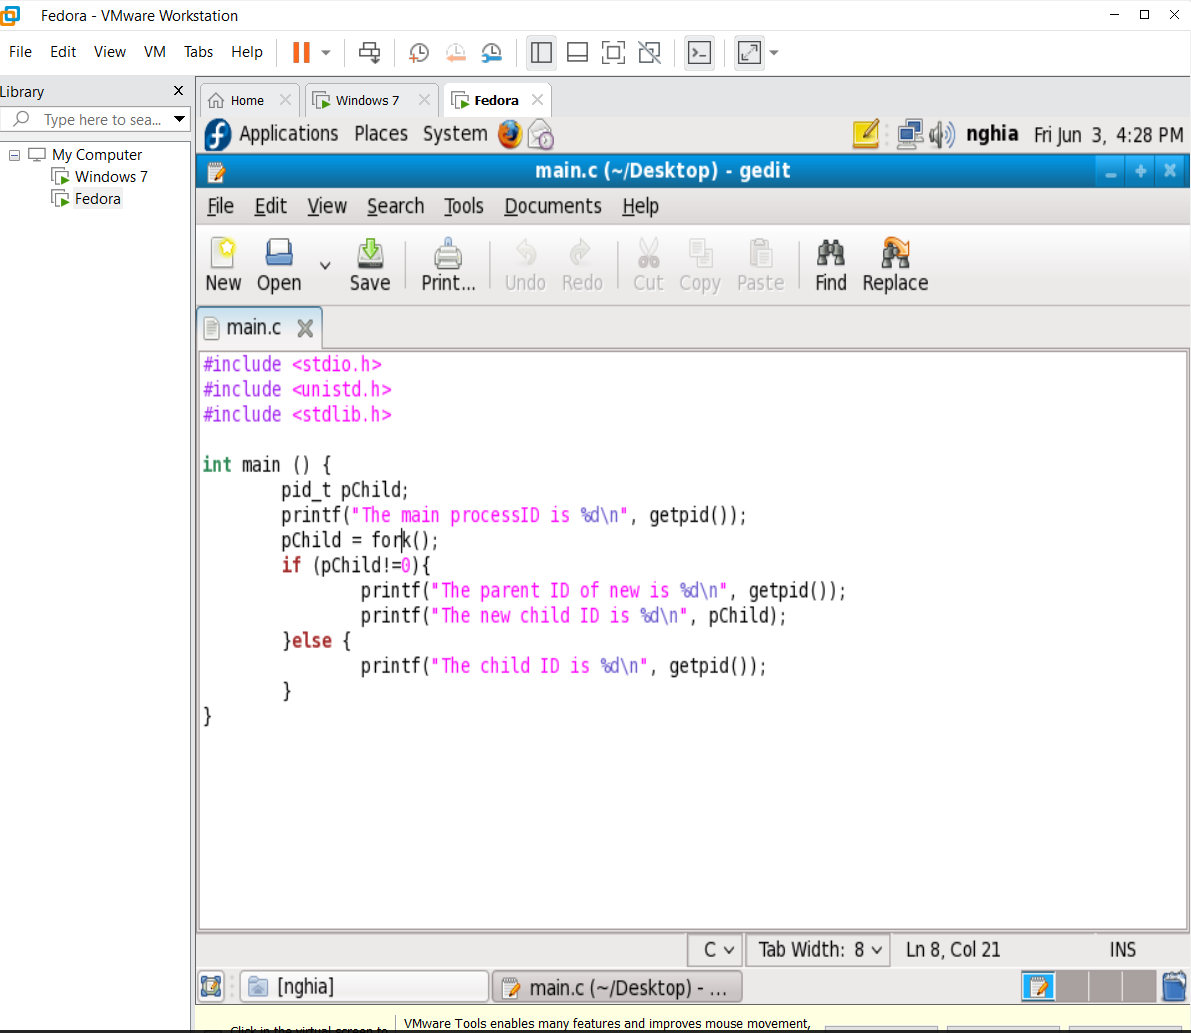 Fedora - VMware Workstation
File Edit View VM Tabs Help
Library
Type here to sea...
My Computer
Windows 7
Fedora
Home Windows 7 Fedora
Applications Places System nghia Fri Jun 3, 4:28 PM
main.c (~/Desktop) - gedit
File Edit View Search Tools Documents Help
New Open Save Print... Undo Redo Cut Copy Paste Find Replace
main.c
#include <stdio.h>
#include <unistd.h>
#include <stdlib.h>
int main () {
pid_t pChild;
printf("The main processID is %d\n", getpid());
pChild = fork();
if (pChild!=0){
printf("The parent ID of new is %d\n", getpid());
printf("The new child ID is %d\n", pChild);
}else {
printf("The child ID is %d\n", getpid());
}
}
C Tab Width: 8 Ln 8, Col 21 INS
[nghia] main.c (~/Desktop) - ...
Click in the virtual screen to
VMware Tools enables many features and improves mouse movement,